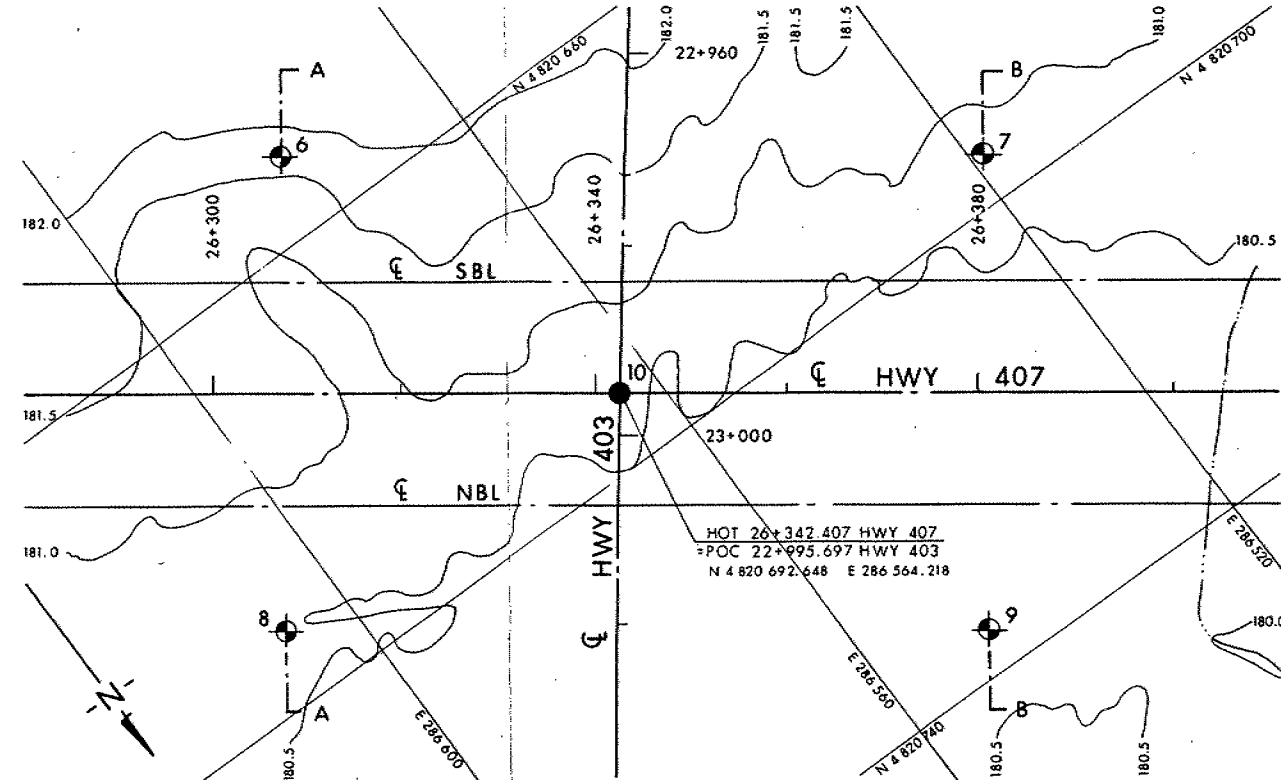 182.0
181.5
181.5
181.5
181.0
22+960
N 4 820 660
N 4 820 700
A
B
6
7
26+300
26+340
26+380
182.0
180.5
℄ SBL
10
℄ HWY 407
181.5
403
23+000
℄ NBL
HOT 26+342.407 HWY 407
=POC 22+995.697 HWY 403
N 4 820 692.648 E 286 564.218
E 286 520
181.0
HWY
8
9
180.0
℄
E 286 560
N
A
B
E 286 600
N 4 820 740
180.5
180.5
180.5